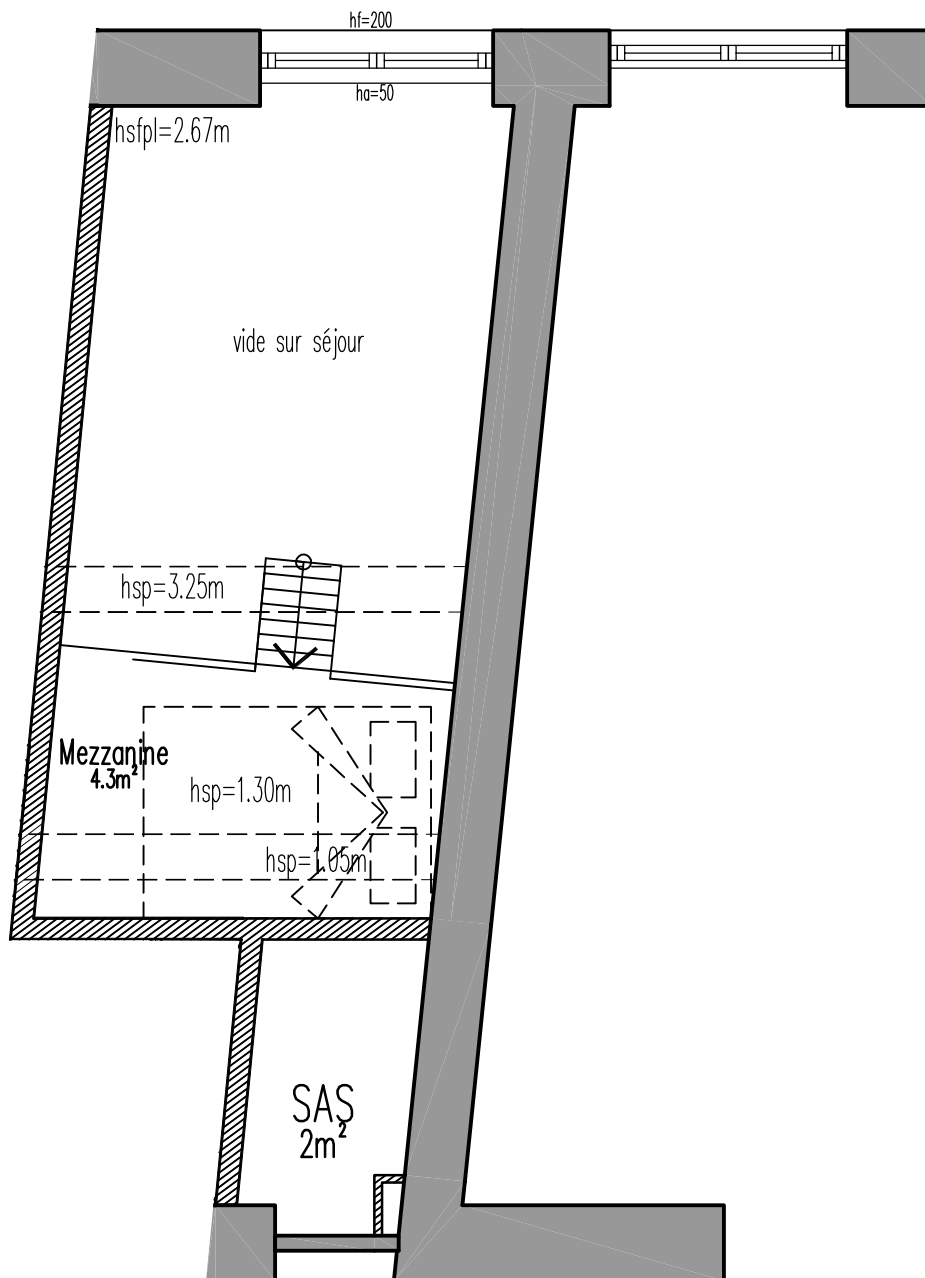 hf=200
ha=50
hsfpl=2.67m
vide sur séjour
hsp=3.25m
Mezzanine
4.3m²
hsp=1.30m
hsp=1.05m
SAS
2m²